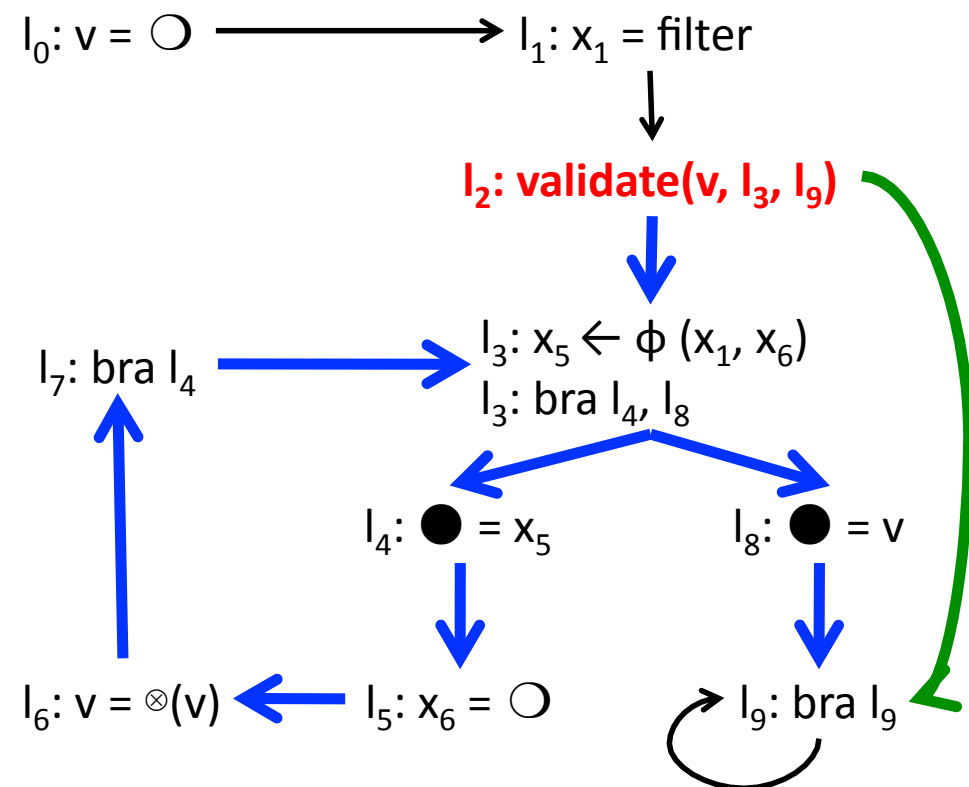 l₀: v = ❍
l₁: x₁ = filter
l₂: validate(v, l₃, l₉)
l₃: x₅ ← ϕ (x₁, x₆)
l₇: bra l₄
l₃: bra l₄, l₈
l₄: ● = x₅
l₈: ● = v
l₆: v = ⊗(v)
l₅: x₆ = ❍
l₉: bra l₉